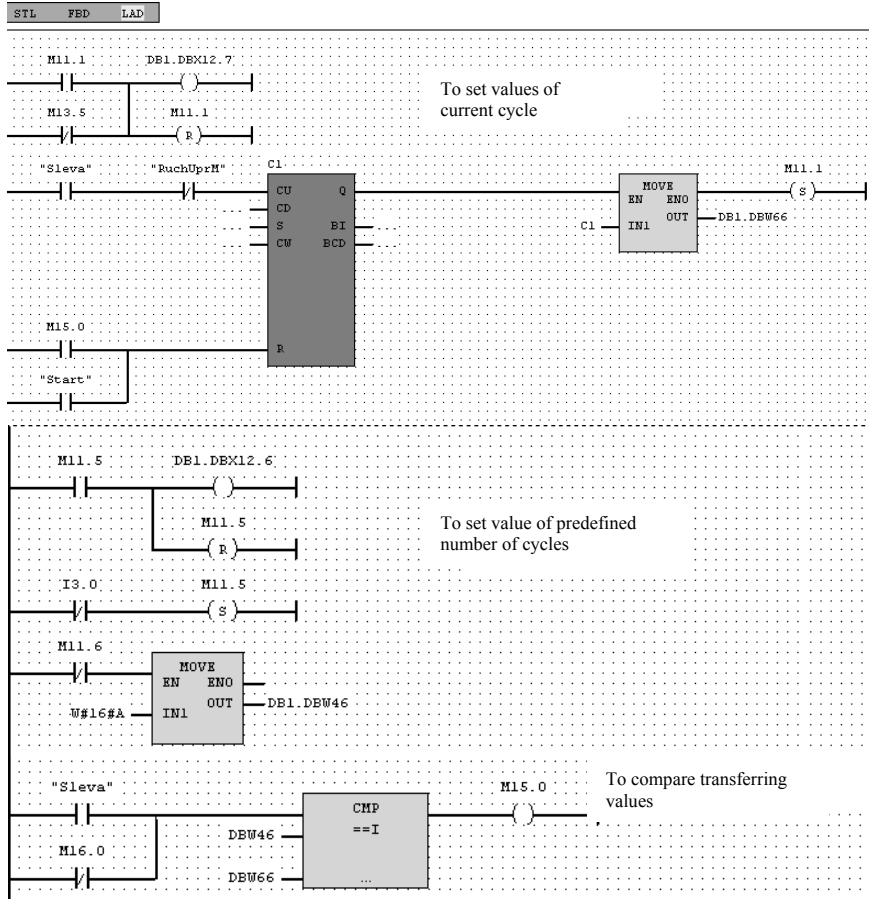 STL FBD LAD
M11.1 DB1.DBX12.7
To set values of
current cycle
M13.5 M11.1
R
"Sleva" "RuchUprM" C1 M11.1
CU Q MOVE S
EN ENO
CD
... S BI ... C1 IN1 OUT DB1.DBW66
... CW BCD ...
M15.0
R
"Start"
M11.5 DB1.DBX12.6
To set value of predefined
number of cycles
M11.5
R
I3.0 M11.5
S
M11.6
MOVE
EN ENO
W#16#A IN1 OUT DB1.DBW46
To compare transferring
values
"Sleva" M15.0
CMP
==I
DBW46
M16.0
DBW66 ...